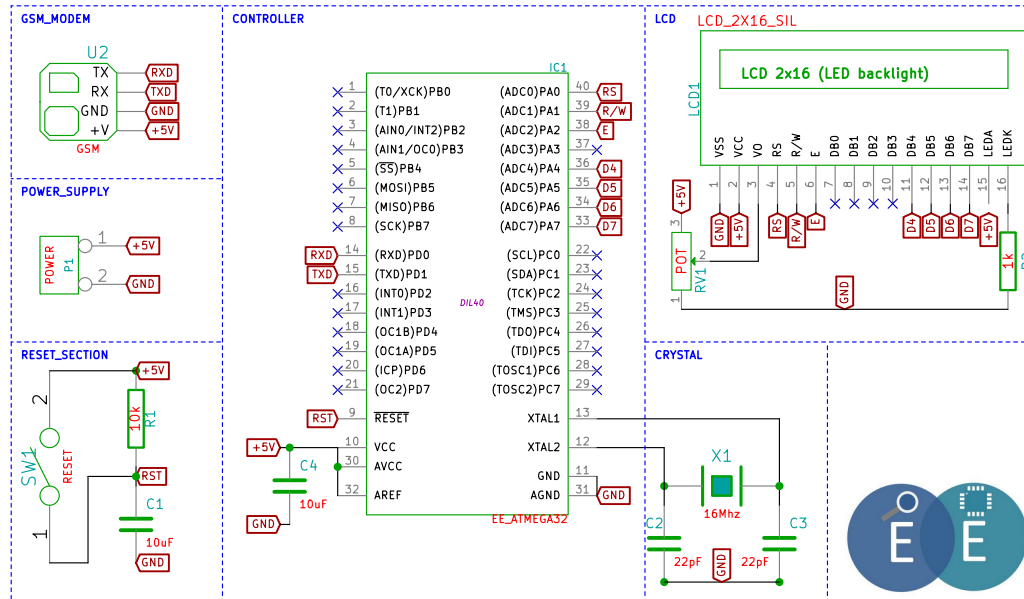 GSM_MODEM
U2
TX RXD
RX TXD
GND GND
+V +5V
GSM
POWER_SUPPLY
POWER
P1
1 +5V
2 GND
RESET_SECTION
+5V
2
10k
R1
SW1
RESET
RST
1
C1
10uF
GND
CONTROLLER
IC1
1 (T0/XCK)PB0 (ADC0)PA0 40 RS
2 (T1)PB1 (ADC1)PA1 39 R/W
3 (AIN0/INT2)PB2 (ADC2)PA2 38 E
4 (AIN1/OC0)PB3 (ADC3)PA3 37
5 (SS)PB4 (ADC4)PA4 36 D4
6 (MOSI)PB5 (ADC5)PA5 35 D5
7 (MISO)PB6 (ADC6)PA6 34 D6
8 (SCK)PB7 (ADC7)PA7 33 D7
RXD 14 (RXD)PD0 (SCL)PC0 22
TXD 15 (TXD)PD1 (SDA)PC1 23
16 (INT0)PD2 (TCK)PC2 24
DIL40
17 (INT1)PD3 (TMS)PC3 25
18 (OC1B)PD4 (TDO)PC4 26
19 (OC1A)PD5 (TDI)PC5 27
20 (ICP)PD6 (TOSC1)PC6 28
21 (OC2)PD7 (TOSC2)PC7 29
RST 9 RESET XTAL1 13
+5V 10 VCC XTAL2 12
30 AVCC GND 11
32 AREF AGND 31 GND
C4
10uF
GND
EE_ATMEGA32
LCD
LCD_2X16_SIL
LCD 2x16 (LED backlight)
LCD1
VSS VCC VO RS R/W E DB0 DB1 DB2 DB3 DB4 DB5 DB6 DB7 LEDA LEDK
1 2 3 4 5 6 7 8 9 10 11 12 13 14 15 16
+5V
GND +5V RS R/W E D4 D5 D6 D7 +5V
3
POT
2
RV1
1
GND
1k
CRYSTAL
X1
16Mhz
C2
22pF
C3
22pF
GND
É È